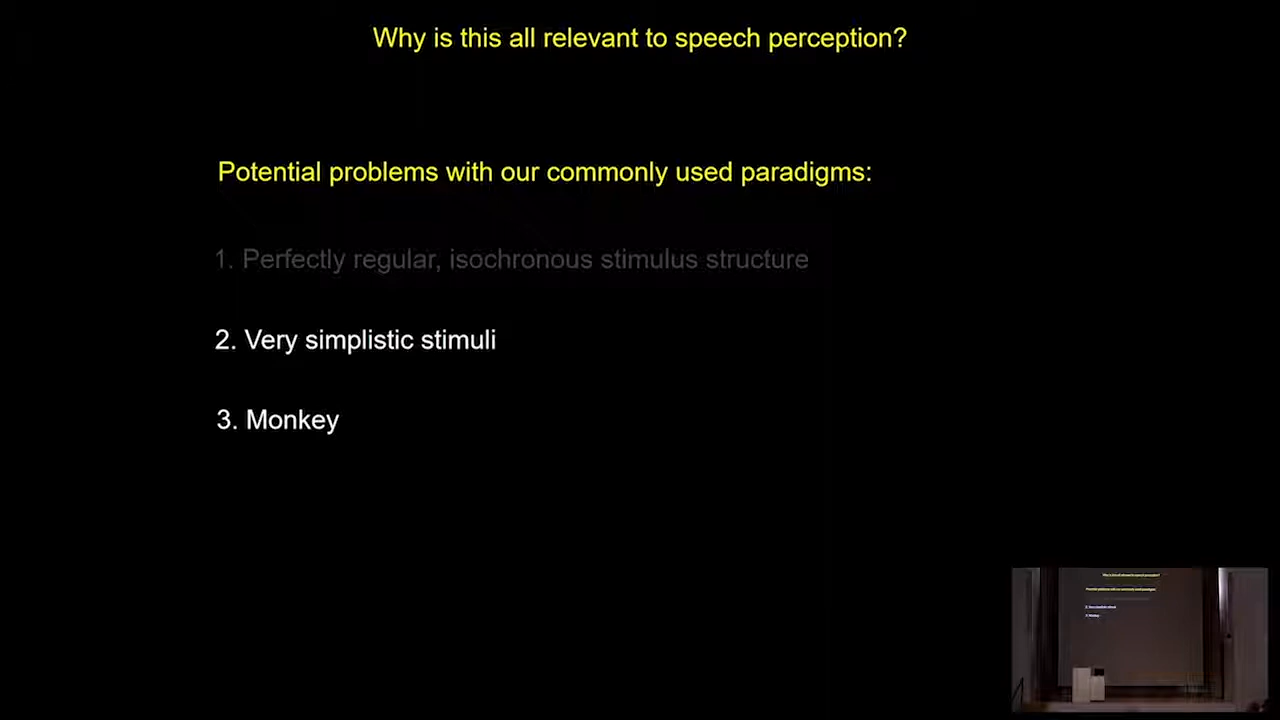 Why is this all relevant to speech perception?
Potential problems with our commonly used paradigms:
1. Perfectly regular, isochronous stimulus structure
2. Very simplistic stimuli
3. Monkey